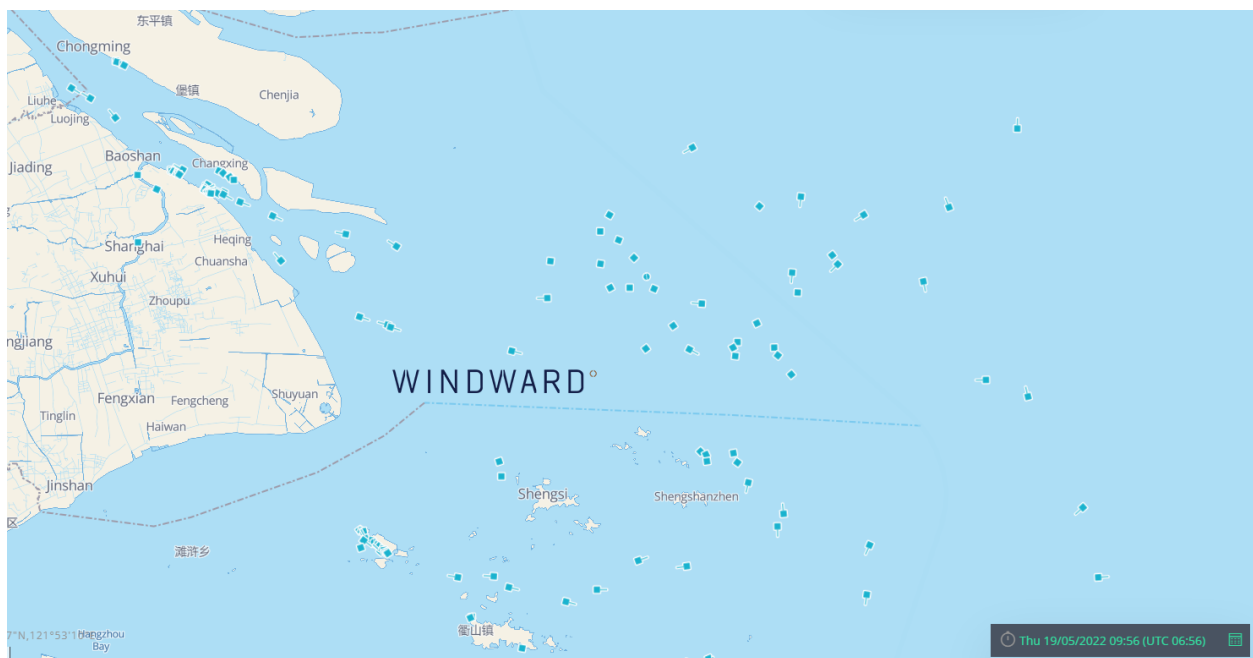 东平镇
Chongming
堡镇
Chenjia
Liuhe
Luojing
Baoshan
Changxing
Jiading
Shanghai
Heqing
Chuansha
Xuhui
Zhoupu
ngjiang
WINDWARD
Fengxian
Fengcheng
Shuyuan
Tinglin
Haiwan
Jinshan
区
Shengsi
Shengshanzhen
滩浒乡
衢山镇
Hangzhou
Bay
Thu 19/05/2022 09:56 (UTC 06:56)